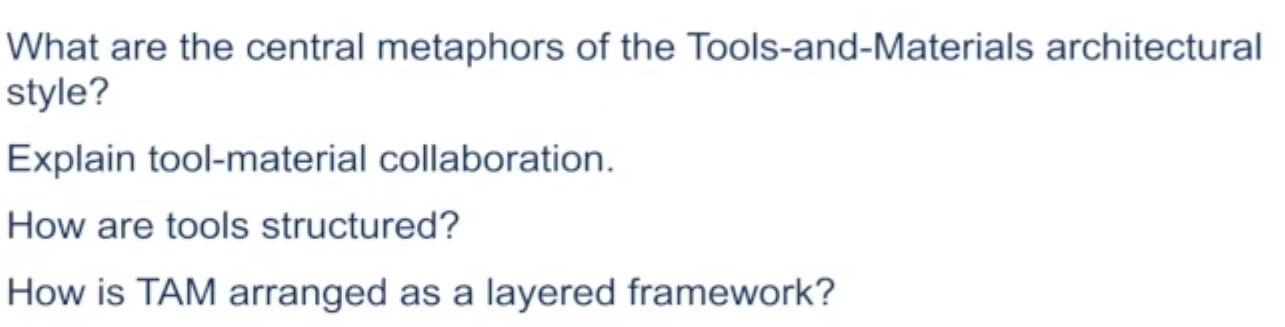 What are the central metaphors of the Tools-and-Materials architectural
style?
Explain tool-material collaboration.
How are tools structured?
How is TAM arranged as a layered framework?